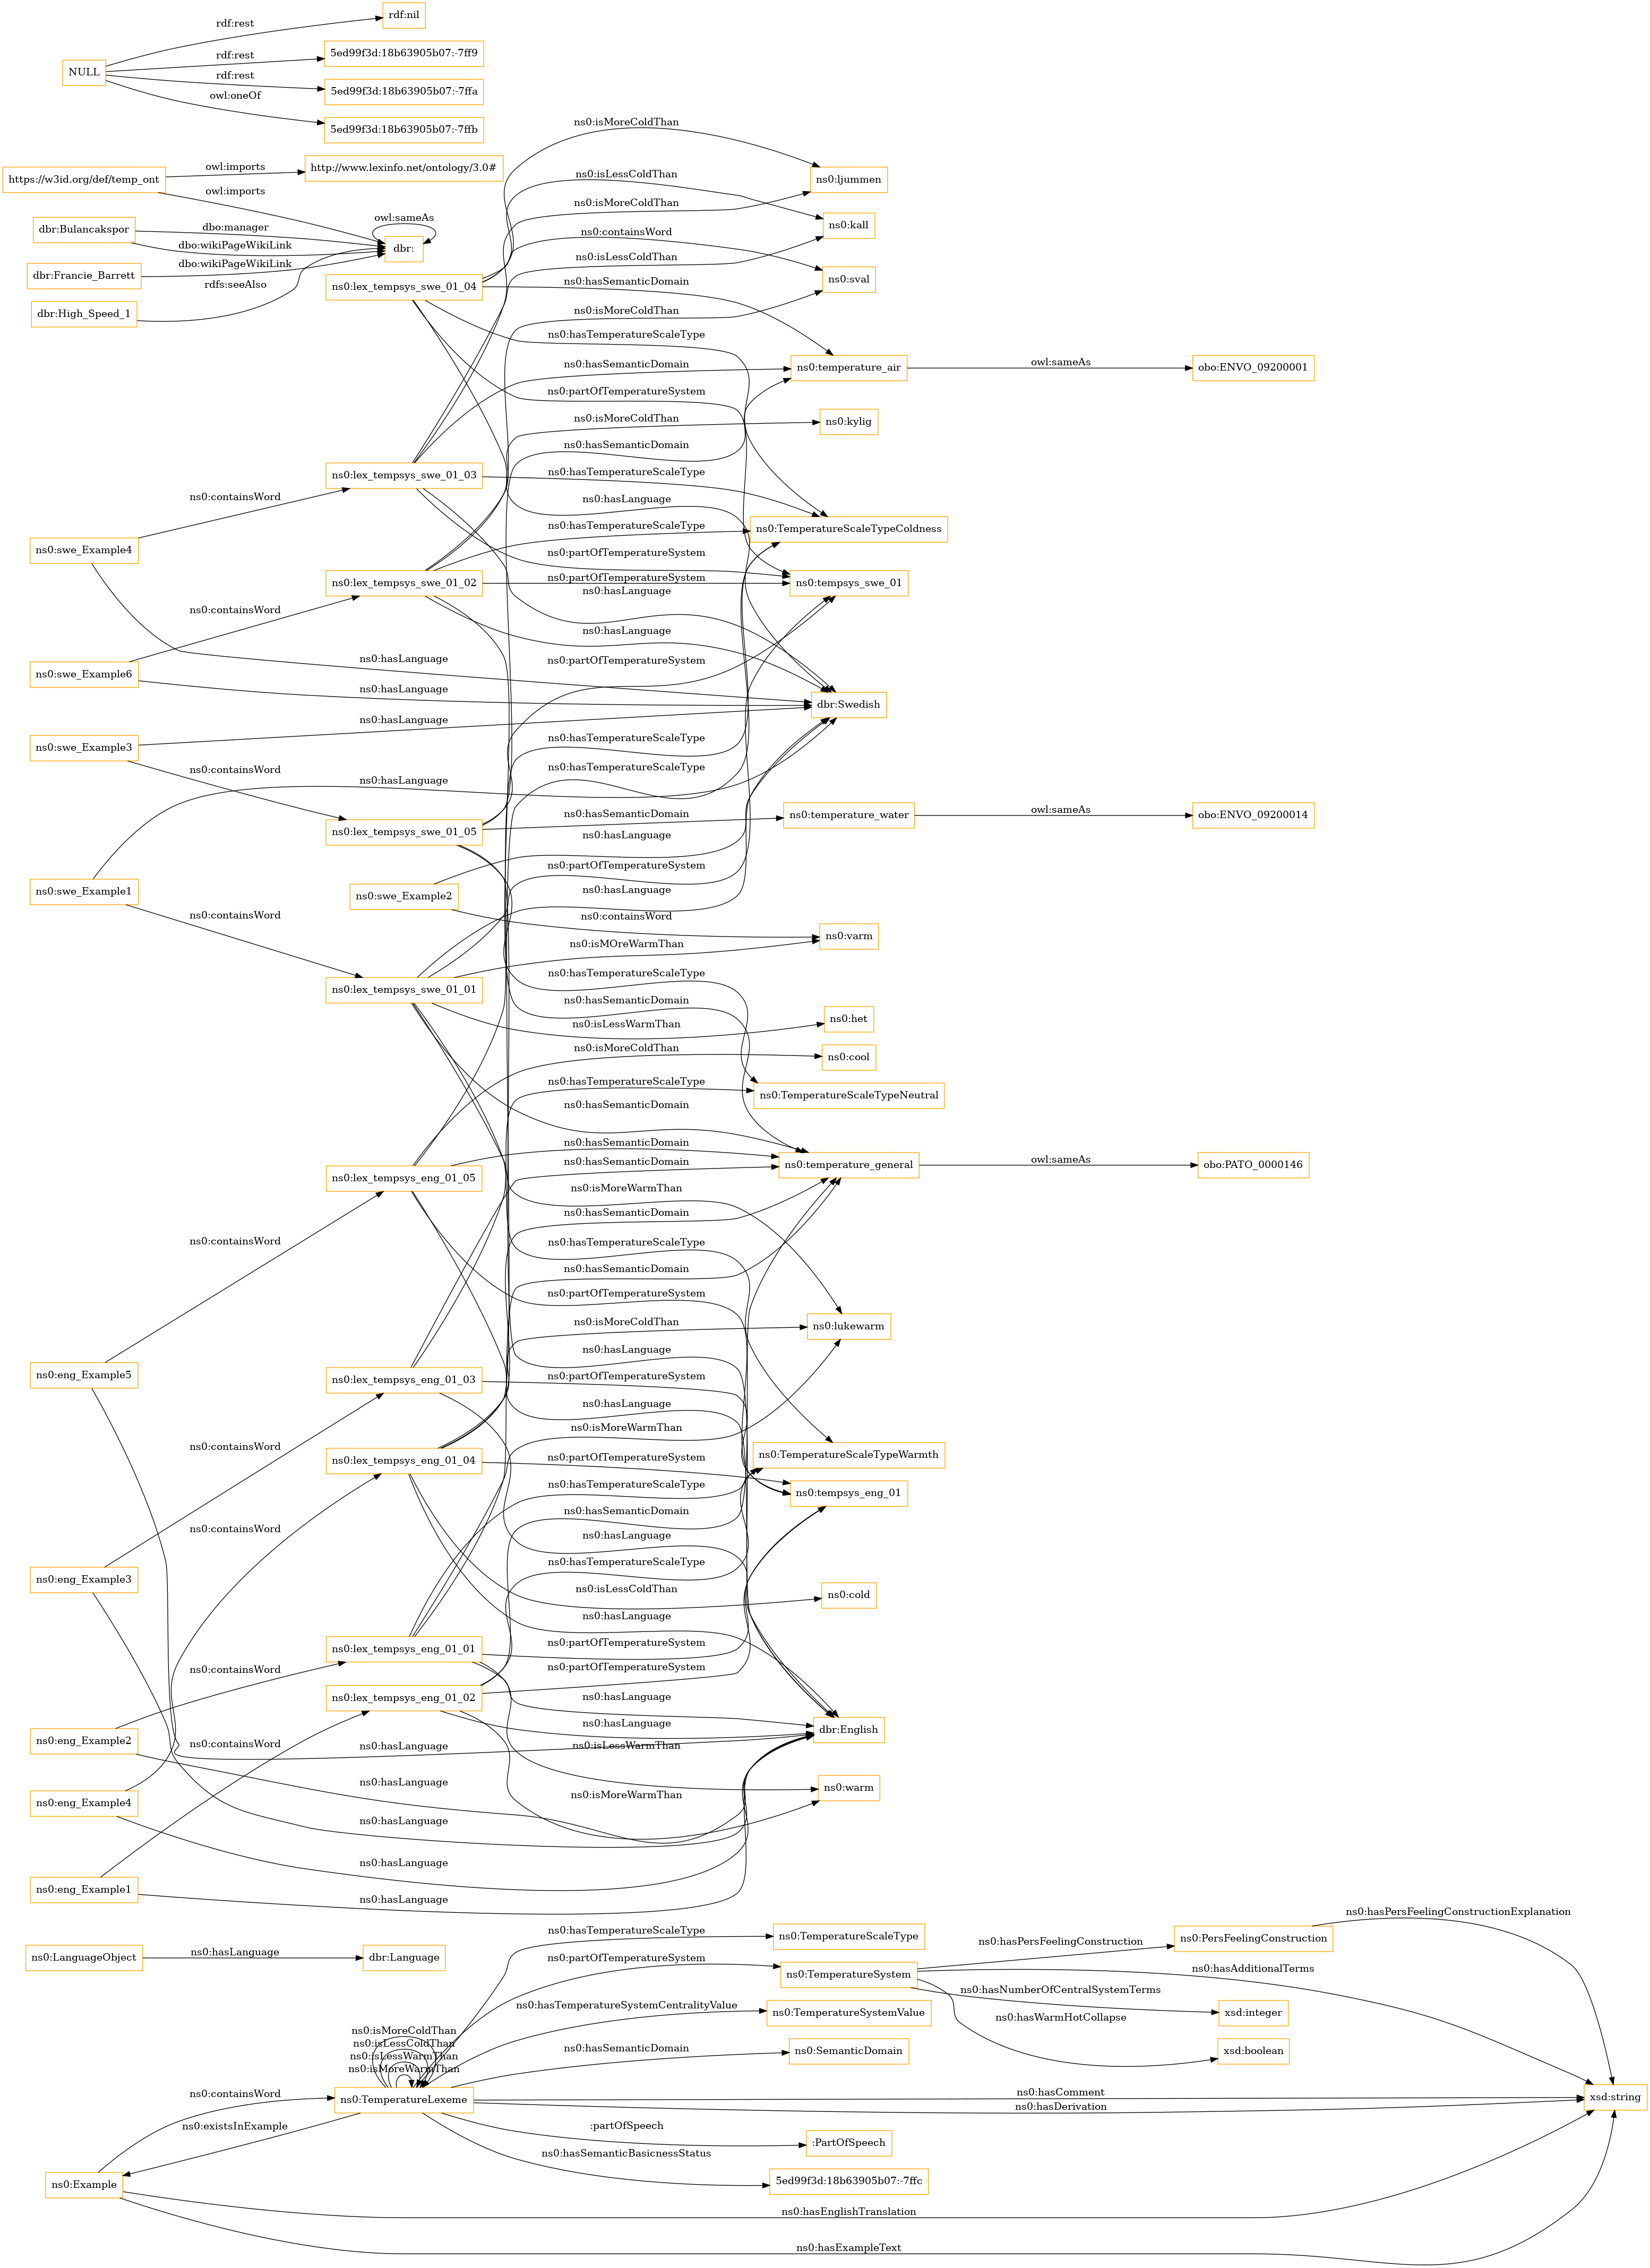 rdf:nil
rdf:rest
5ed99f3d:18b63905b07:-7ff9
rdf:rest
NULL
rdf:rest
5ed99f3d:18b63905b07:-7ffa
owl:oneOf
ns0:isMoreColdThan
5ed99f3d:18b63905b07:-7ffb
owl:imports
http://www.lexinfo.net/ontology/3.0#
https://w3id.org/def/temp_ont
ns0:isLessColdThan
ns0:ljummen
owl:imports
ns0:isMoreColdThan
owl:sameAs
dbr:Bulancakspor
dbo:manager
ns0:kall
ns0:containsWord
dbo:wikiPageWikiLink
dbr:
ns0:isLessColdThan
dbr:Francie_Barrett
dbo:wikiPageWikiLink
ns0:sval
rdfs:seeAlso
ns0:lex_tempsys_swe_01_04
ns0:hasSemanticDomain
dbr:High_Speed_1
ns0:isMoreColdThan
ns0:hasTemperatureScaleType
ns0:hasSemanticDomain
ns0:temperature_air
owl:sameAs
obo:ENVO_09200001
ns0:partOfTemperatureSystem
ns0:isMoreColdThan
ns0:kylig
ns0:hasSemanticDomain
ns0:lex_tempsys_swe_01_03
ns0:hasTemperatureScaleType
ns0:containsWord
ns0:hasLanguage
ns0:hasTemperatureScaleType
ns0:TemperatureScaleTypeColdness
ns0:swe_Example4
ns0:partOfTemperatureSystem
ns0:lex_tempsys_swe_01_02
ns0:partOfTemperatureSystem
ns0:tempsys_swe_01
ns0:hasLanguage
ns0:containsWord
ns0:hasLanguage
ns0:hasLanguage
ns0:partOfTemperatureSystem
ns0:swe_Example6
ns0:hasLanguage
dbr:Swedish
ns0:hasLanguage
ns0:swe_Example3
ns0:hasTemperatureScaleType
ns0:containsWord
ns0:hasLanguage
ns0:hasTemperatureScaleType
ns0:lex_tempsys_swe_01_05
ns0:hasSemanticDomain
ns0:temperature_water
owl:sameAs
obo:ENVO_09200014
ns0:hasLanguage
ns0:partOfTemperatureSystem
ns0:swe_Example1
ns0:swe_Example2
ns0:hasLanguage
ns0:containsWord
ns0:containsWord
ns0:varm
ns0:isMOreWarmThan
ns0:hasTemperatureScaleType
ns0:lex_tempsys_swe_01_01
ns0:hasSemanticDomain
ns0:isLessWarmThan
ns0:het
ns0:isMoreColdThan
ns0:cool
ns0:hasTemperatureScaleType
ns0:TemperatureScaleTypeNeutral
ns0:hasSemanticDomain
ns0:hasSemanticDomain
ns0:hasSemanticDomain
ns0:temperature_general
owl:sameAs
obo:PATO_0000146
ns0:lex_tempsys_eng_01_05
ns0:isMoreWarmThan
ns0:hasSemanticDomain
ns0:containsWord
ns0:hasTemperatureScaleType
ns0:hasSemanticDomain
ns0:partOfTemperatureSystem
ns0:isMoreColdThan
ns0:lukewarm
ns0:hasLanguage
ns0:eng_Example5
ns0:lex_tempsys_eng_01_03
ns0:partOfTemperatureSystem
ns0:hasLanguage
ns0:isMoreWarmThan
ns0:containsWord
ns0:lex_tempsys_eng_01_04
ns0:partOfTemperatureSystem
ns0:TemperatureScaleTypeWarmth
ns0:hasTemperatureScaleType
ns0:tempsys_eng_01
ns0:hasSemanticDomain
ns0:containsWord
ns0:hasLanguage
ns0:hasTemperatureScaleType
ns0:eng_Example3
ns0:isLessColdThan
ns0:cold
ns0:hasLanguage
ns0:lex_tempsys_eng_01_01
ns0:partOfTemperatureSystem
ns0:containsWord
ns0:partOfTemperatureSystem
ns0:lex_tempsys_eng_01_02
ns0:hasLanguage
ns0:hasLanguage
dbr:English
ns0:eng_Example2
ns0:containsWord
ns0:hasLanguage
ns0:isLessWarmThan
ns0:hasLanguage
ns0:warm
ns0:isMoreWarmThan
ns0:eng_Example4
ns0:hasLanguage
ns0:hasLanguage
ns0:eng_Example1
ns0:hasLanguage
ns0:hasPersFeelingConstructionExplanation
ns0:hasTemperatureScaleType
ns0:TemperatureScaleType
ns0:hasPersFeelingConstruction
ns0:PersFeelingConstruction
ns0:LanguageObject
ns0:hasLanguage
dbr:Language
ns0:partOfTemperatureSystem
ns0:TemperatureSystem
ns0:hasAdditionalTerms
ns0:hasNumberOfCentralSystemTerms
ns0:hasTemperatureSystemCentralityValue
ns0:TemperatureSystemValue
xsd:integer
ns0:hasWarmHotCollapse
ns0:isMoreColdThan
ns0:isLessColdThan
ns0:hasSemanticDomain
ns0:SemanticDomain
xsd:boolean
ns0:isLessWarmThan
ns0:isMoreWarmThan
ns0:containsWord
ns0:TemperatureLexeme
ns0:hasComment
xsd:string
ns0:hasDerivation
ns0:existsInExample
:partOfSpeech
:PartOfSpeech
ns0:hasSemanticBasicnessStatus
ns0:Example
5ed99f3d:18b63905b07:-7ffc
ns0:hasEnglishTranslation
ns0:hasExampleText